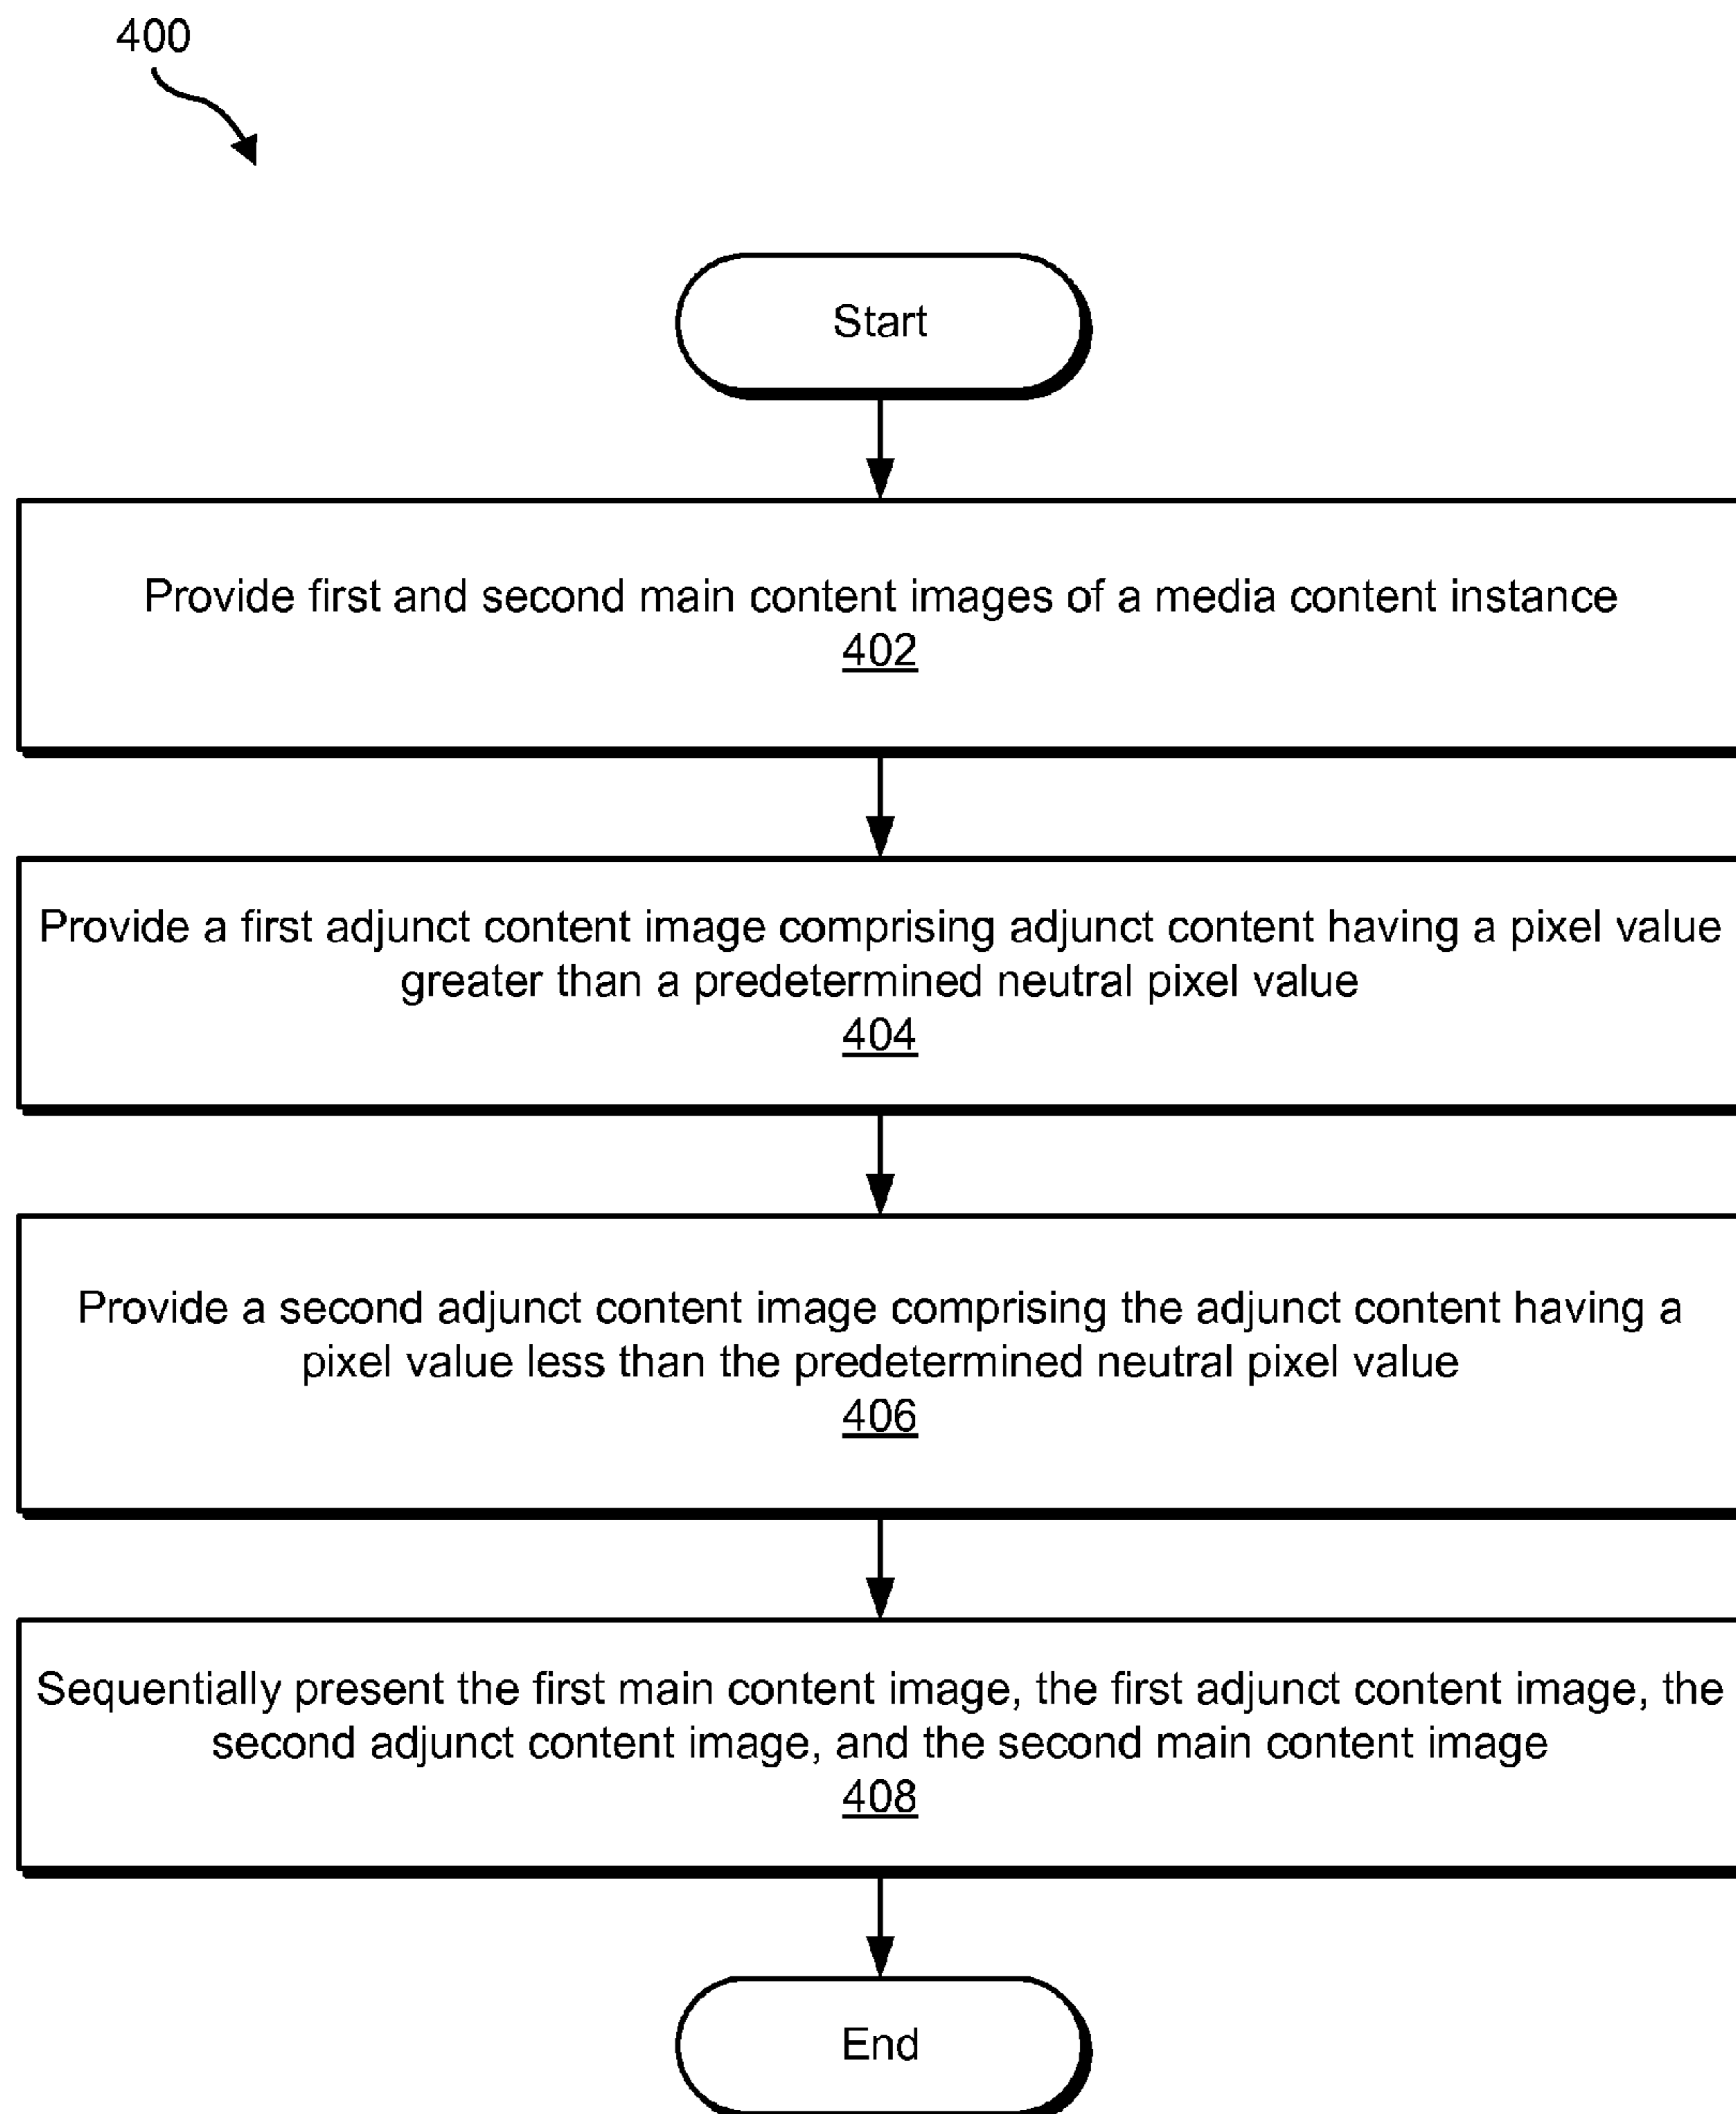 400
Start
Provide first and second main content images of a media content instance
402
Provide a first adjunct content image comprising adjunct content having a pixel value
greater than a predetermined neutral pixel value
404
Provide a second adjunct content image comprising the adjunct content having a
pixel value less than the predetermined neutral pixel value
406
Sequentially present the first main content image, the first adjunct content image, the
second adjunct content image, and the second main content image
408
End